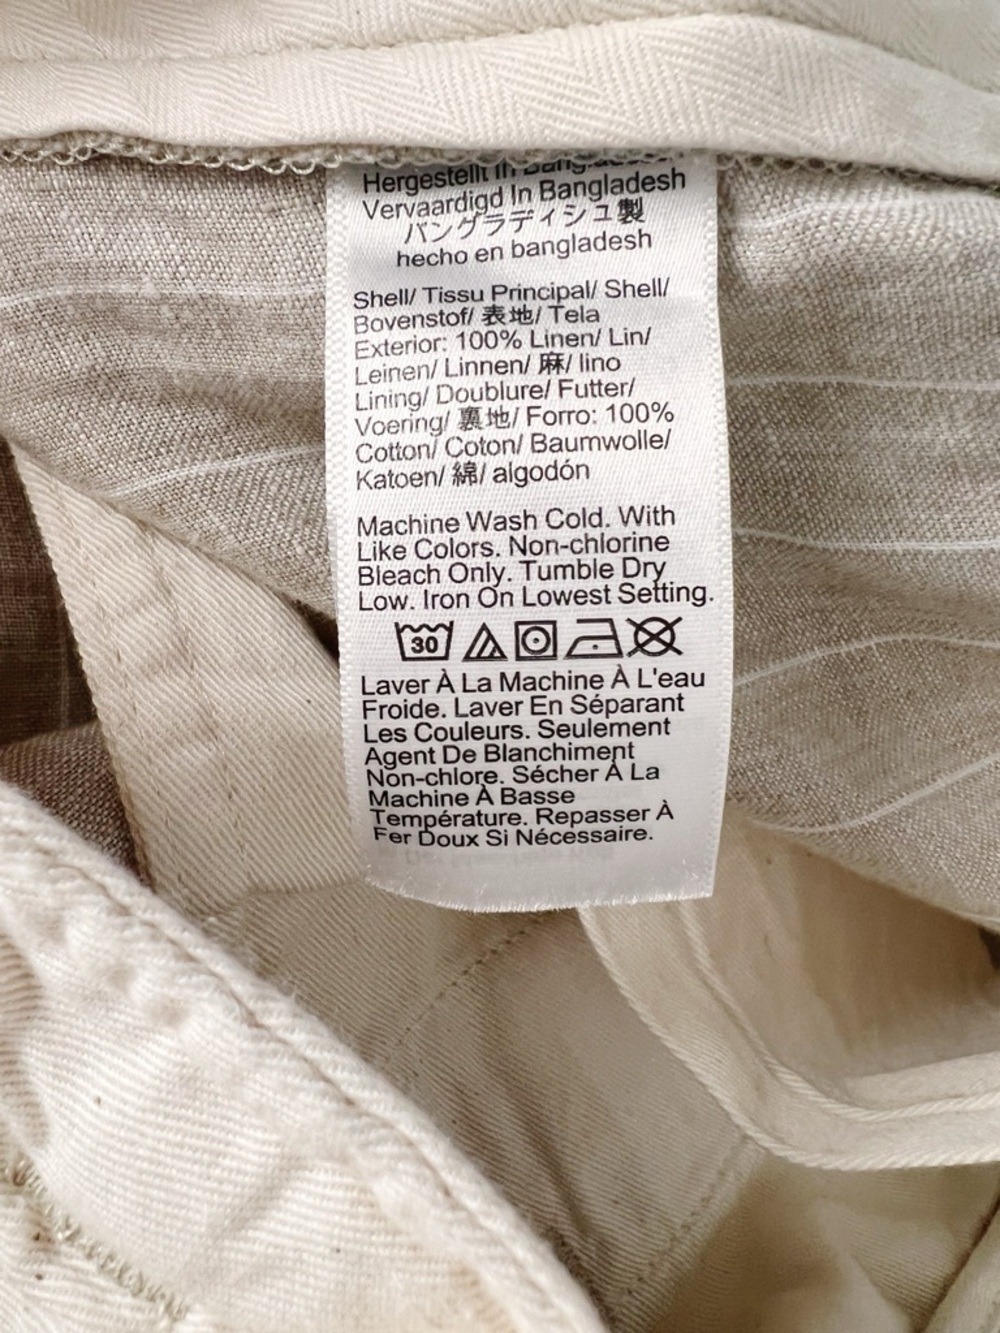 Hergestellt In Bangladesh
Vervaardigd In Bangladesh
バングラディシュ製
hecho en bangladesh
Shell/ Tissu Principal/ Shell/
Bovenstof/ 表地/ Tela
Exterior: 100% Linen/ Lin/
Leinen/ Linnen/ 麻/ lino
Lining/ Doublure/ Futter/
Voering/ 裏地/ Forro: 100%
Cotton/ Coton/ Baumwolle/
Katoen/ 綿/ algodón
Machine Wash Cold. With
Like Colors. Non-chlorine
Bleach Only. Tumble Dry
Low. Iron On Lowest Setting.
30
Laver À La Machine À L'eau
Froide. Laver En Séparant
Les Couleurs. Seulement
Agent De Blanchiment
Non-chlore. Sécher À La
Machine À Basse
Température. Repasser À
Fer Doux Si Nécessaire.